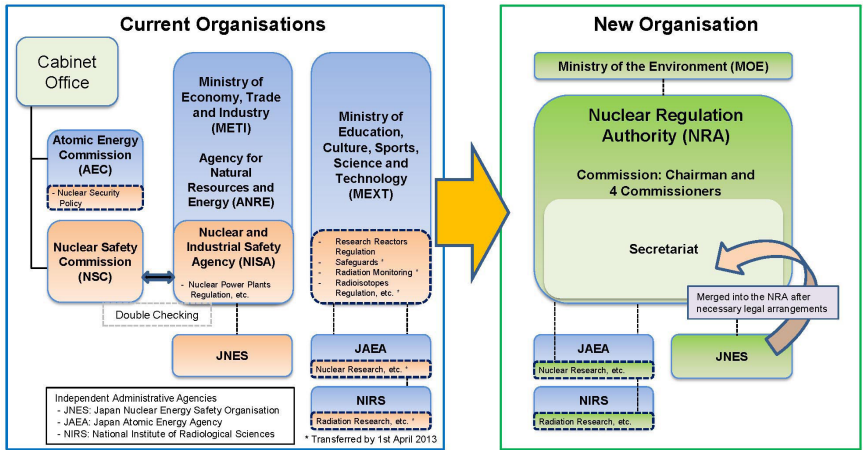 Current Organisations
Cabinet
Office
Atomic Energy
Commission
(AEC)
- Nuclear Security
Policy
Nuclear Safety
Commission
(NSC)
Double Checking
Ministry of
Economy, Trade
and Industry
(METI)
Agency for
Natural
Resources and
Energy (ANRE)
Nuclear and
Industrial Safety
Agency (NISA)
- Nuclear Power Plants
Regulation, etc.
JNES
Ministry of
Education,
Culture, Sports,
Science and
Technology
(MEXT)
- Research Reactors
Regulation
- Safeguards *
- Radiation Monitoring *
- Radioisotopes
Regulation, etc. *
JAEA
Nuclear Research, etc. *
NIRS
Radiation Research, etc. *
* Transferred by 1st April 2013
Independent Administrative Agencies
- JNES: Japan Nuclear Energy Safety Organisation
- JAEA: Japan Atomic Energy Agency
- NIRS: National Institute of Radiological Sciences
New Organisation
Ministry of the Environment (MOE)
Nuclear Regulation
Authority (NRA)
Commission: Chairman and
4 Commissioners
Secretariat
Merged into the NRA after
necessary legal arrangements
JAEA
Nuclear Research, etc.
JNES
NIRS
Radiation Research, etc.